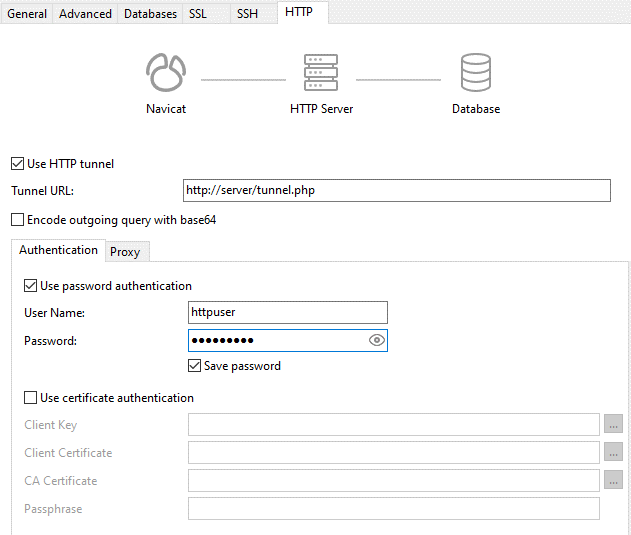 General Advanced Databases SSL SSH HTTP
Navicat HTTP Server Database
Use HTTP tunnel
Tunnel URL: http://server/tunnel.php
Encode outgoing query with base64
Authentication Proxy
Use password authentication
User Name: httpuser
Password: ●●●●●●●●●
Save password
Use certificate authentication
Client Key ...
Client Certificate ...
CA Certificate ...
Passphrase